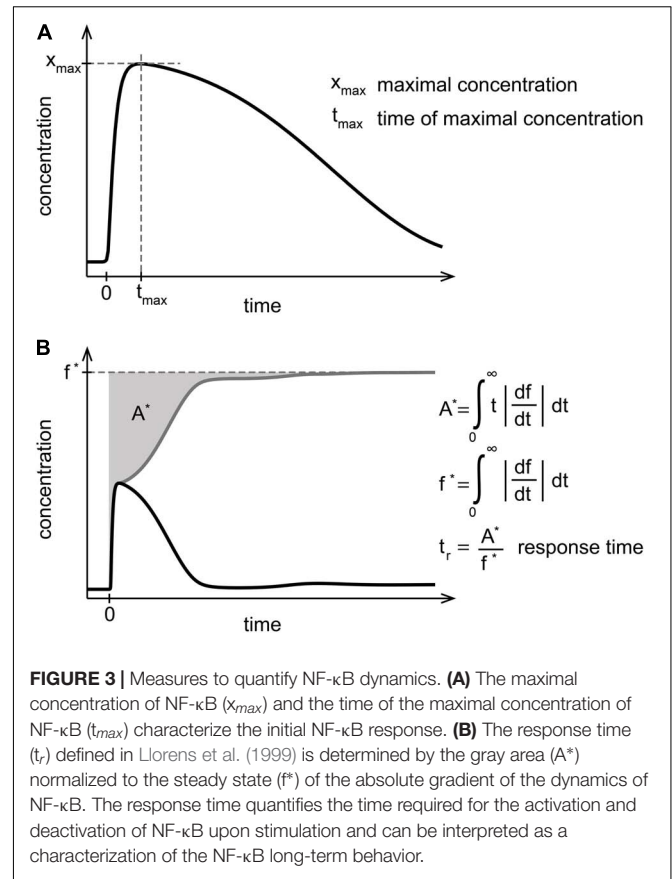 A
x_max
concentration
0
t_max
time
x_max maximal concentration
t_max time of maximal concentration
B
f*
A*
concentration
0
time
A* = ∫₀^∞ t |df/dt| dt
f* = ∫₀^∞ |df/dt| dt
t_r = A*/f* response time
FIGURE 3 | Measures to quantify NF-κB dynamics. (A) The maximal
concentration of NF-κB (x_max) and the time of the maximal concentration of
NF-κB (t_max) characterize the initial NF-κB response. (B) The response time
(t_r) defined in Llorens et al. (1999) is determined by the gray area (A*)
normalized to the steady state (f*) of the absolute gradient of the dynamics of
NF-κB. The response time quantifies the time required for the activation and
deactivation of NF-κB upon stimulation and can be interpreted as a
characterization of the NF-κB long-term behavior.